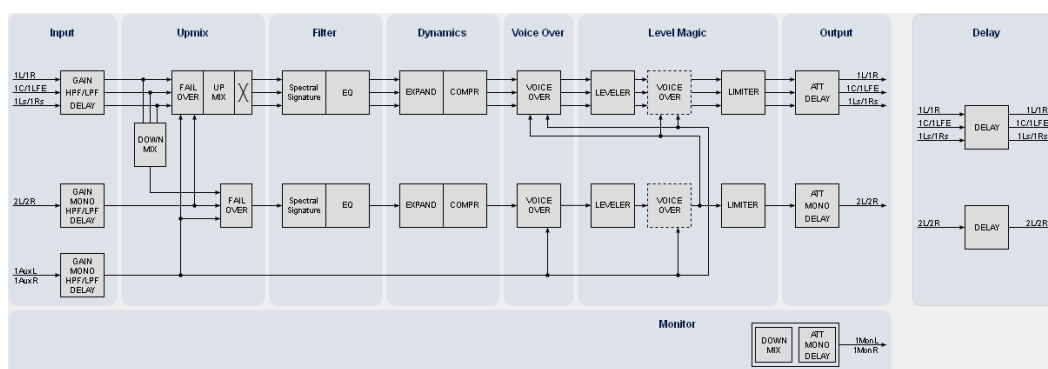 Input
Upmix
Filter
Dynamics
Voice Over
Level Magic
Output
Delay
1L/1R
1C/1LFE
1Ls/1Rs
GAIN
HPF/LPF
DELAY
FAIL
OVER
UP
MIX
Spectral
Signature
EQ
EXPAND
COMPR
VOICE
OVER
LEVELER
VOICE
OVER
LIMITER
ATT
DELAY
1L/1R
1C/1LFE
1Ls/1Rs
1L/1R
1C/1LFE
1Ls/1Rs
DELAY
1L/1R
1C/1LFE
1Ls/1Rs
DOWN
MIX
2L/2R
GAIN
MONO
HPF/LPF
DELAY
FAIL
OVER
Spectral
Signature
EQ
EXPAND
COMPR
VOICE
OVER
LEVELER
VOICE
OVER
LIMITER
ATT
MONO
DELAY
2L/2R
2L/2R
DELAY
2L/2R
1AuxL
1AuxR
GAIN
MONO
HPF/LPF
DELAY
Monitor
DOWN
MIX
ATT
MONO
DELAY
1MonL
1MonR